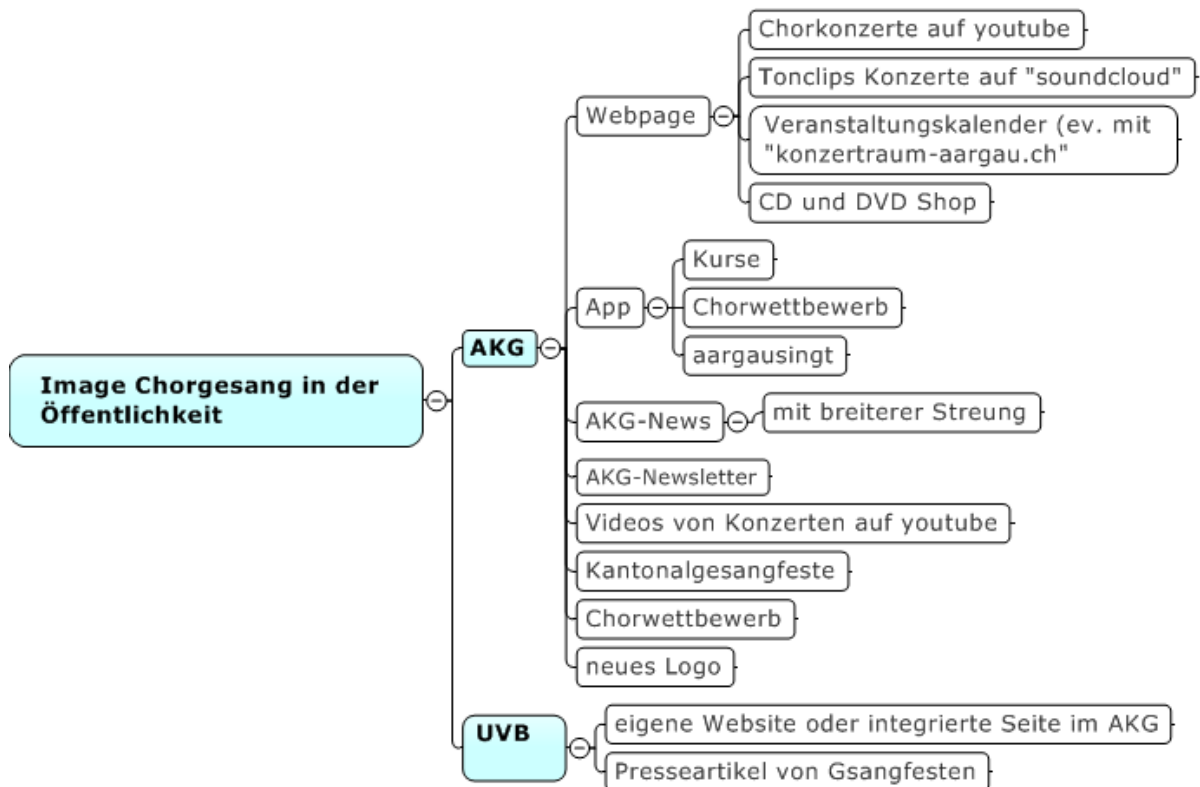 Image Chorgesang in der
Öffentlichkeit
AKG
Webpage
Chorkonzerte auf youtube
Tonclips Konzerte auf "soundcloud"
Veranstaltungskalender (ev. mit
"konzertraum-aargau.ch"
CD und DVD Shop
App
Kurse
Chorwettbewerb
aargausingt
AKG-News
mit breiterer Streung
AKG-Newsletter
Videos von Konzerten auf youtube
Kantonalgesangfeste
Chorwettbewerb
neues Logo
UVB
eigene Website oder integrierte Seite im AKG
Presseartikel von Gsangfesten